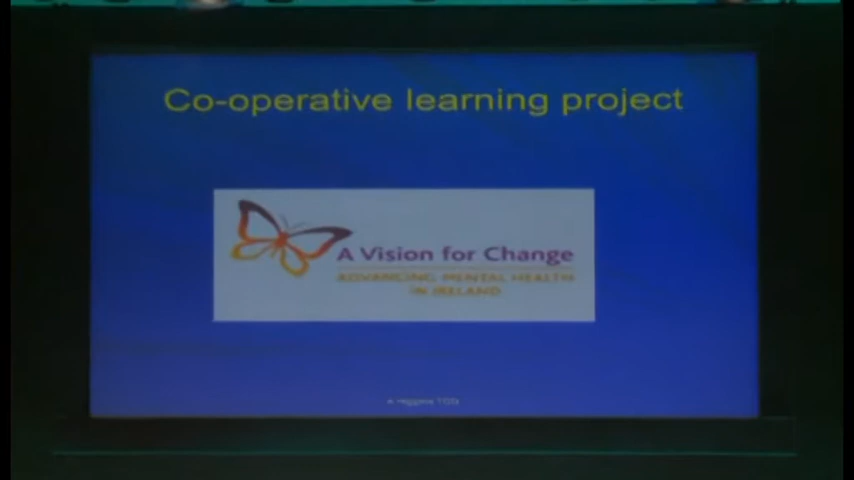 Co-operative learning project
A Vision for Change
ADVANCING MENTAL HEALTH
IN IRELAND